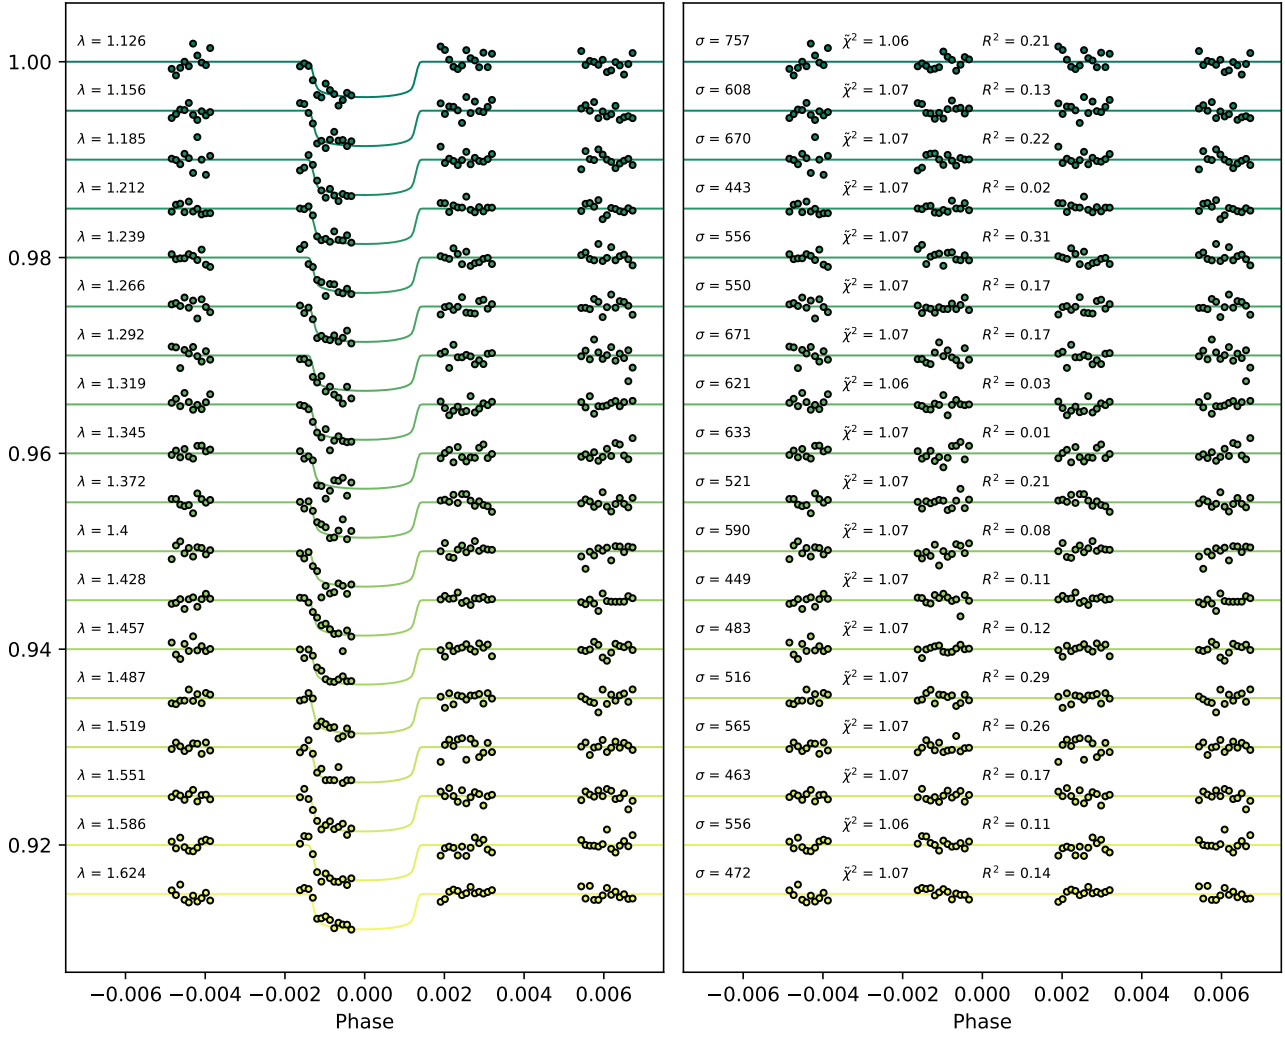 λ = 1.126 σ = 757 χ̃² = 1.06 R² = 0.21
1.00
λ = 1.156 σ = 608 χ̃² = 1.07 R² = 0.13
λ = 1.185 σ = 670 χ̃² = 1.07 R² = 0.22
λ = 1.212 σ = 443 χ̃² = 1.07 R² = 0.02
λ = 1.239 σ = 556 χ̃² = 1.07 R² = 0.31
0.98
λ = 1.266 σ = 550 χ̃² = 1.07 R² = 0.17
λ = 1.292 σ = 671 χ̃² = 1.07 R² = 0.17
λ = 1.319 σ = 621 χ̃² = 1.06 R² = 0.03
λ = 1.345 σ = 633 χ̃² = 1.07 R² = 0.01
0.96
λ = 1.372 σ = 521 χ̃² = 1.07 R² = 0.21
λ = 1.4 σ = 590 χ̃² = 1.07 R² = 0.08
λ = 1.428 σ = 449 χ̃² = 1.07 R² = 0.11
λ = 1.457 σ = 483 χ̃² = 1.07 R² = 0.12
0.94
λ = 1.487 σ = 516 χ̃² = 1.07 R² = 0.29
λ = 1.519 σ = 565 χ̃² = 1.07 R² = 0.26
λ = 1.551 σ = 463 χ̃² = 1.07 R² = 0.17
λ = 1.586 σ = 556 χ̃² = 1.06 R² = 0.11
0.92
λ = 1.624 σ = 472 χ̃² = 1.07 R² = 0.14
−0.006 −0.004 −0.002 0.000 0.002 0.004 0.006 −0.006 −0.004 −0.002 0.000 0.002 0.004 0.006
Phase Phase